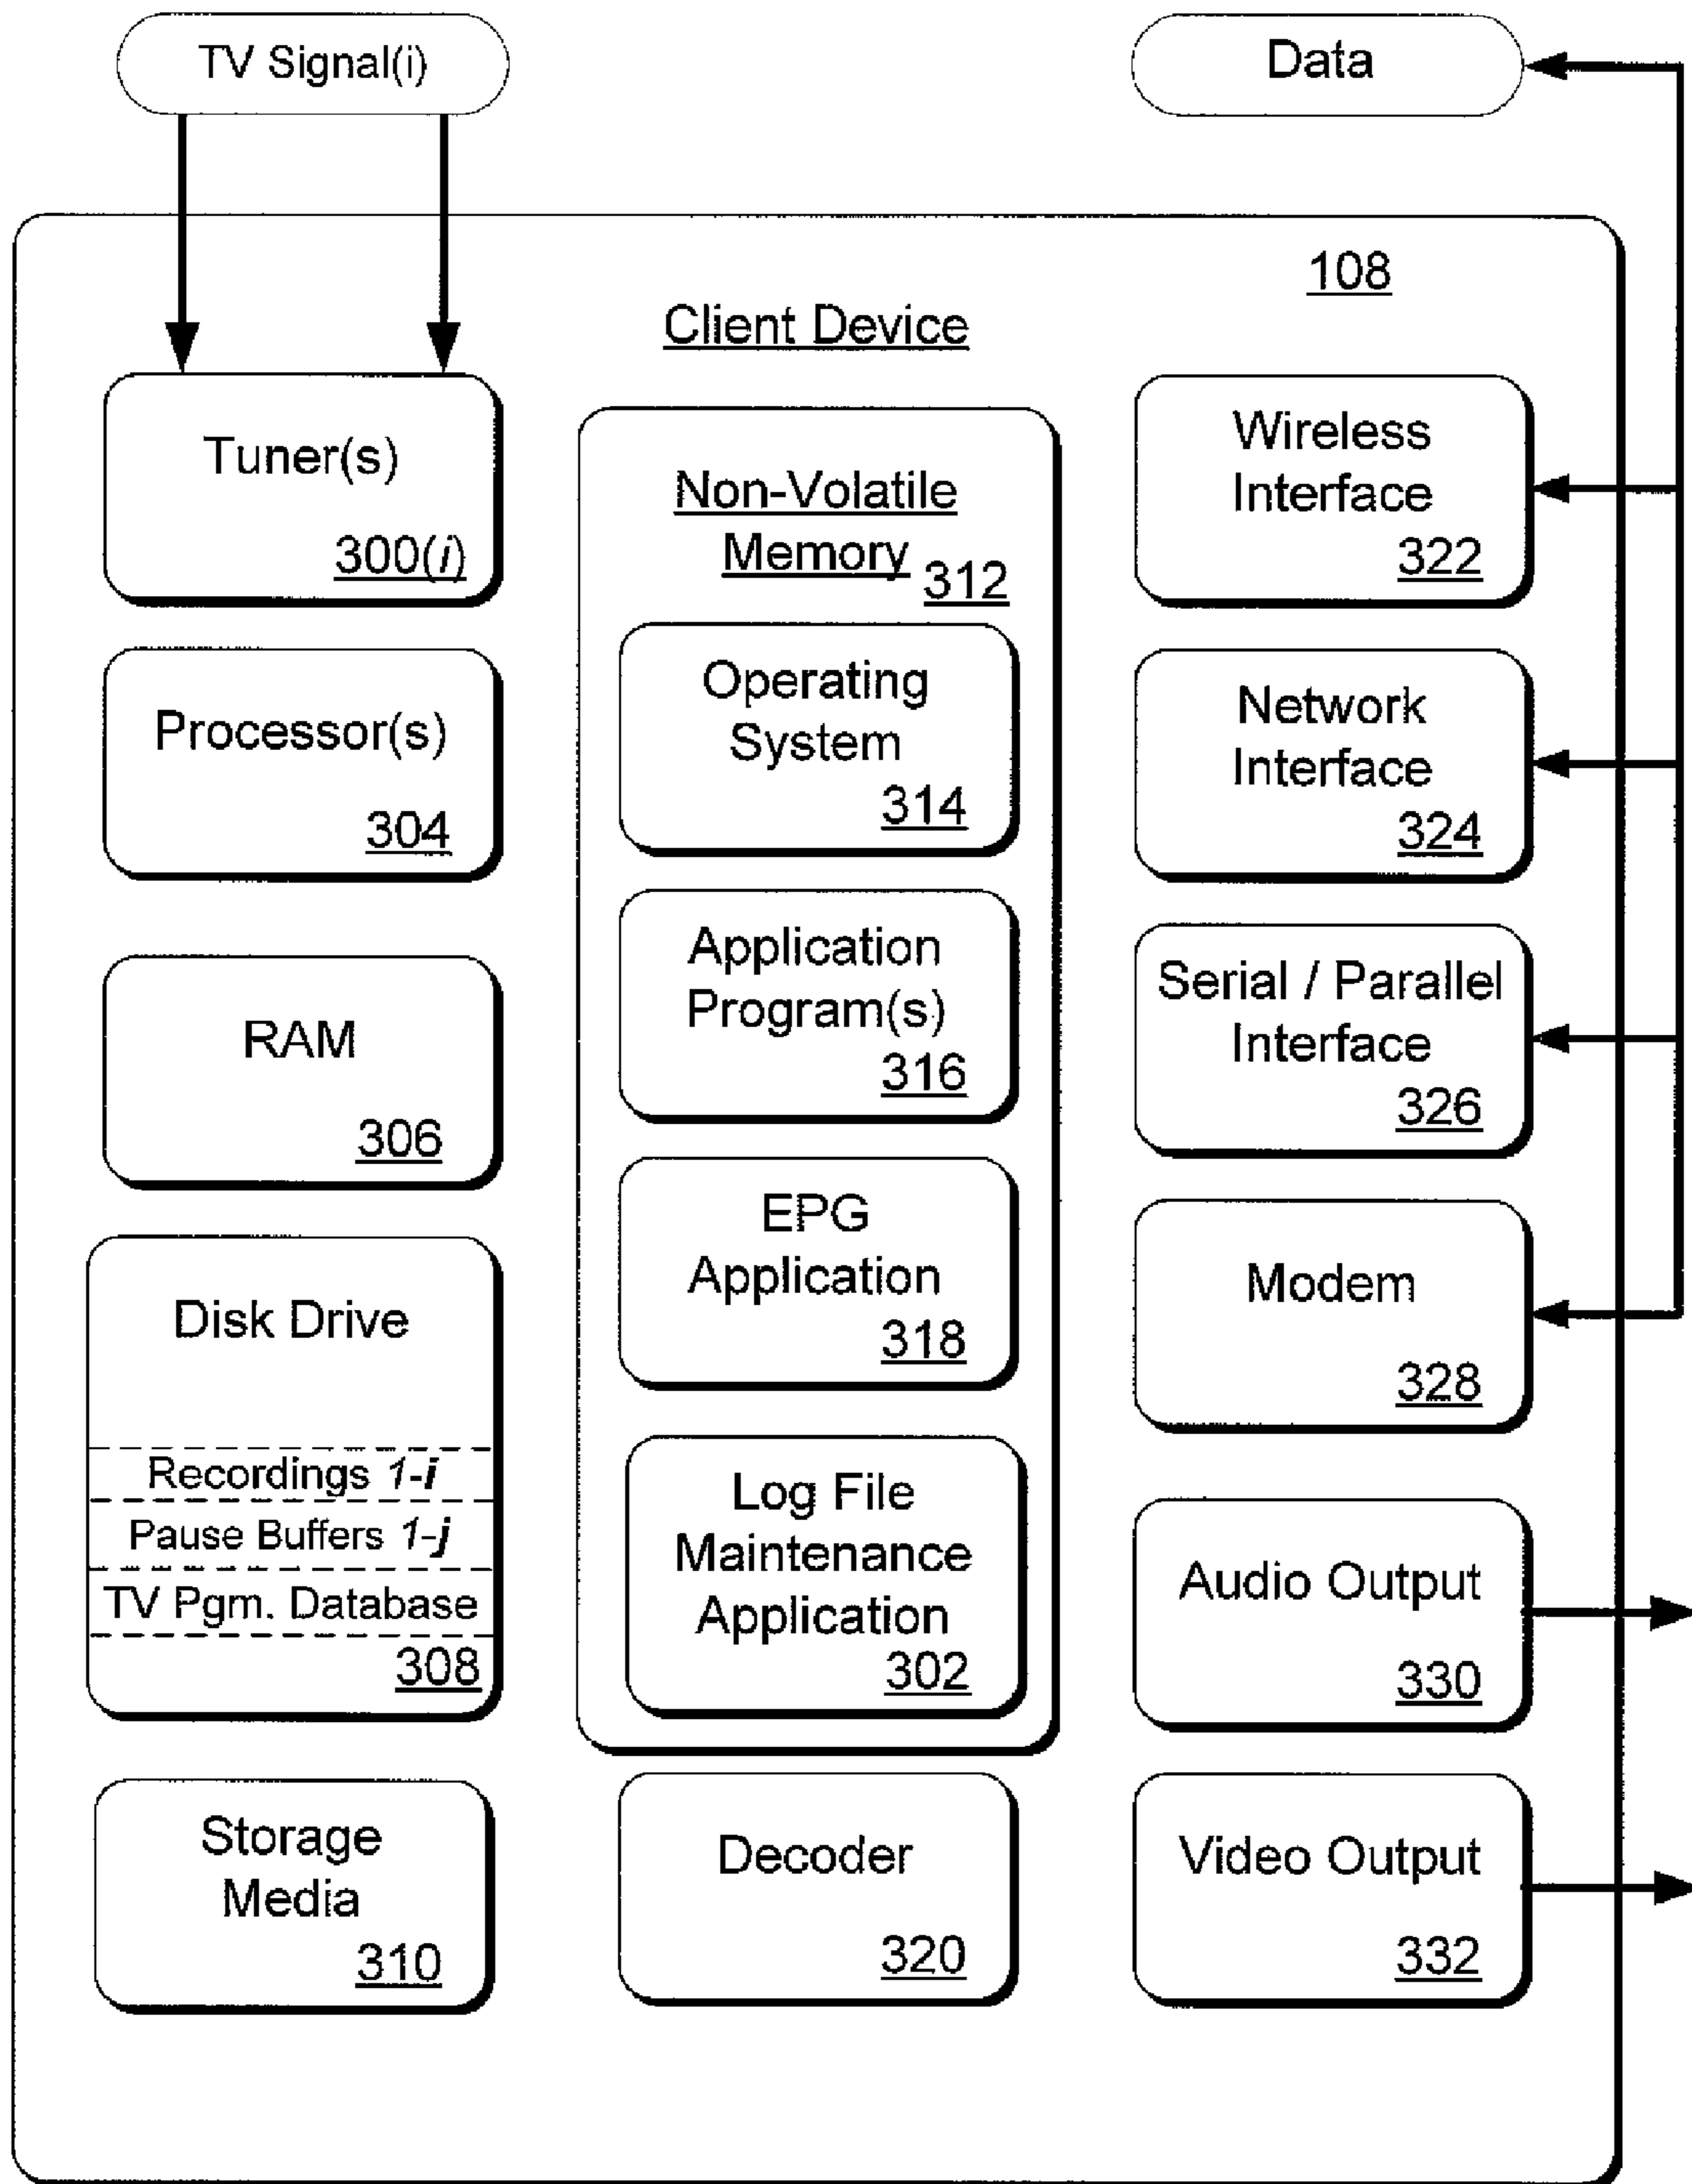 TV Signal(i)
Data
108
Client Device
Tuner(s)
300(i)
Processor(s)
304
RAM
306
Disk Drive
Recordings 1-i
Pause Buffers 1-j
TV Pgm. Database
308
Storage
Media
310
Non-Volatile
Memory
312
Operating
System
314
Application
Program(s)
316
EPG
Application
318
Log File
Maintenance
Application
302
Decoder
320
Wireless
Interface
322
Network
Interface
324
Serial / Parallel
Interface
326
Modem
328
Audio Output
330
Video Output
332